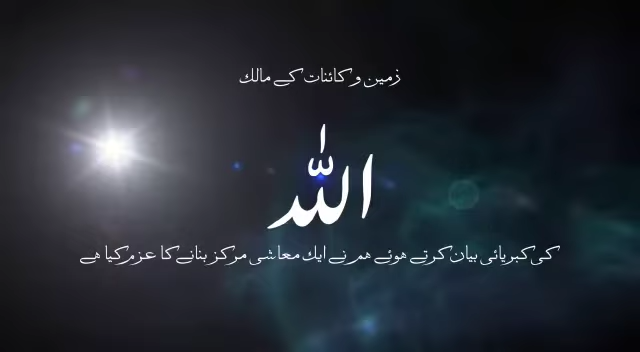 زمین و کائنات کے مالک
اللہ
کی کبریائی بیان کرتے ہوئے ہم نے ایک معاشی مرکز بنانے کا عزم کیا ہے